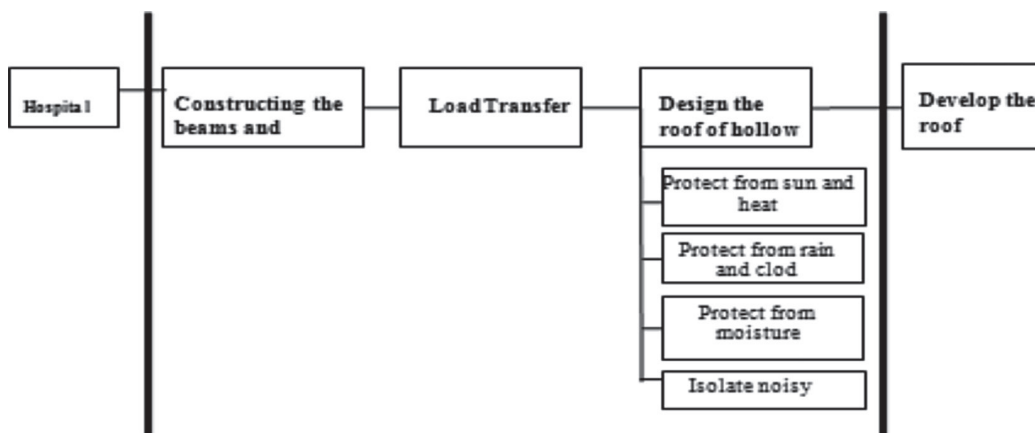 Hospital
Constructing the
beams and
Load Transfer
Design the
roof of hollow
Develop the
roof
Protect from sun and
heat
Protect from rain
and clod
Protect from
moisture
Isolate noisy